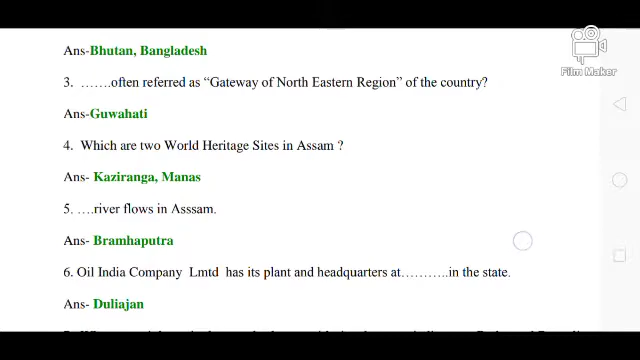 Ans-Bhutan, Bangladesh
3. …….often referred as “Gateway of North Eastern Region” of the country?
Film Maker
Ans-Guwahati
4. Which are two World Heritage Sites in Assam ?
Ans- Kaziranga, Manas
5. ….river flows in Asssam.
Ans- Bramhaputra
6. Oil India Company Lmtd has its plant and headquarters at……….in the state.
Ans- Duliajan